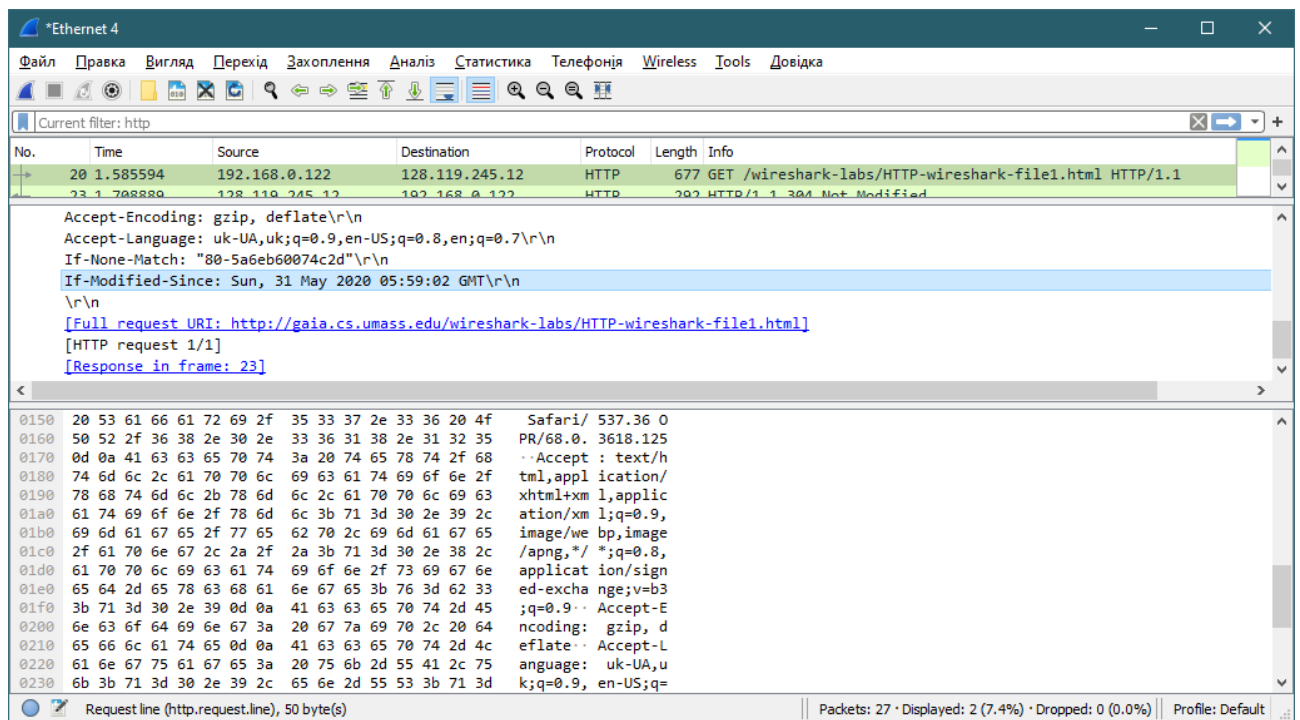 *Ethernet 4
Файл Правка Вигляд Перехід Захоплення Аналіз Статистика Телефонія Wireless Tools Довідка
Current filter: http
No. Time Source Destination Protocol Length Info
20 1.585594 192.168.0.122 128.119.245.12 HTTP 677 GET /wireshark-labs/HTTP-wireshark-file1.html HTTP/1.1
23 1.708889 128.119.245.12 192.168.0.122 HTTP 292 HTTP/1.1 304 Not Modified
Accept-Encoding: gzip, deflate\r\n
Accept-Language: uk-UA,uk;q=0.9,en-US;q=0.8,en;q=0.7\r\n
If-None-Match: "80-5a6eb60074c2d"\r\n
If-Modified-Since: Sun, 31 May 2020 05:59:02 GMT\r\n
\r\n
[Full request URI: http://gaia.cs.umass.edu/wireshark-labs/HTTP-wireshark-file1.html]
[HTTP request 1/1]
[Response in frame: 23]
0150 20 53 61 66 61 72 69 2f 35 33 37 2e 33 36 20 4f Safari/ 537.36 O
0160 50 52 2f 36 38 2e 30 2e 33 36 31 38 2e 31 32 35 PR/68.0. 3618.125
0170 0d 0a 41 63 63 65 70 74 3a 20 74 65 78 74 2f 68 ··Accept : text/h
0180 74 6d 6c 2c 61 70 70 6c 69 63 61 74 69 6f 6e 2f tml,appl ication/
0190 78 68 74 6d 6c 2b 78 6d 6c 2c 61 70 70 6c 69 63 xhtml+xm l,applic
01a0 61 74 69 6f 6e 2f 78 6d 6c 3b 71 3d 30 2e 39 2c ation/xm l;q=0.9,
01b0 69 6d 61 67 65 2f 77 65 62 70 2c 69 6d 61 67 65 image/we bp,image
01c0 2f 61 70 6e 67 2c 2a 2f 2a 3b 71 3d 30 2e 38 2c /apng,*/ *;q=0.8,
01d0 61 70 70 6c 69 63 61 74 69 6f 6e 2f 73 69 67 6e applicat ion/sign
01e0 65 64 2d 65 78 63 68 61 6e 67 65 3b 76 3d 62 33 ed-excha nge;v=b3
01f0 3b 71 3d 30 2e 39 0d 0a 41 63 63 65 70 74 2d 45 ;q=0.9·· Accept-E
0200 6e 63 6f 64 69 6e 67 3a 20 67 7a 69 70 2c 20 64 ncoding: gzip, d
0210 65 66 6c 61 74 65 0d 0a 41 63 63 65 70 74 2d 4c eflate·· Accept-L
0220 61 6e 67 75 61 67 65 3a 20 75 6b 2d 55 41 2c 75 anguage: uk-UA,u
0230 6b 3b 71 3d 30 2e 39 2c 65 6e 2d 55 53 3b 71 3d k;q=0.9, en-US;q=
Request line (http.request.line), 50 byte(s) Packets: 27 · Displayed: 2 (7.4%) · Dropped: 0 (0.0%) Profile: Default